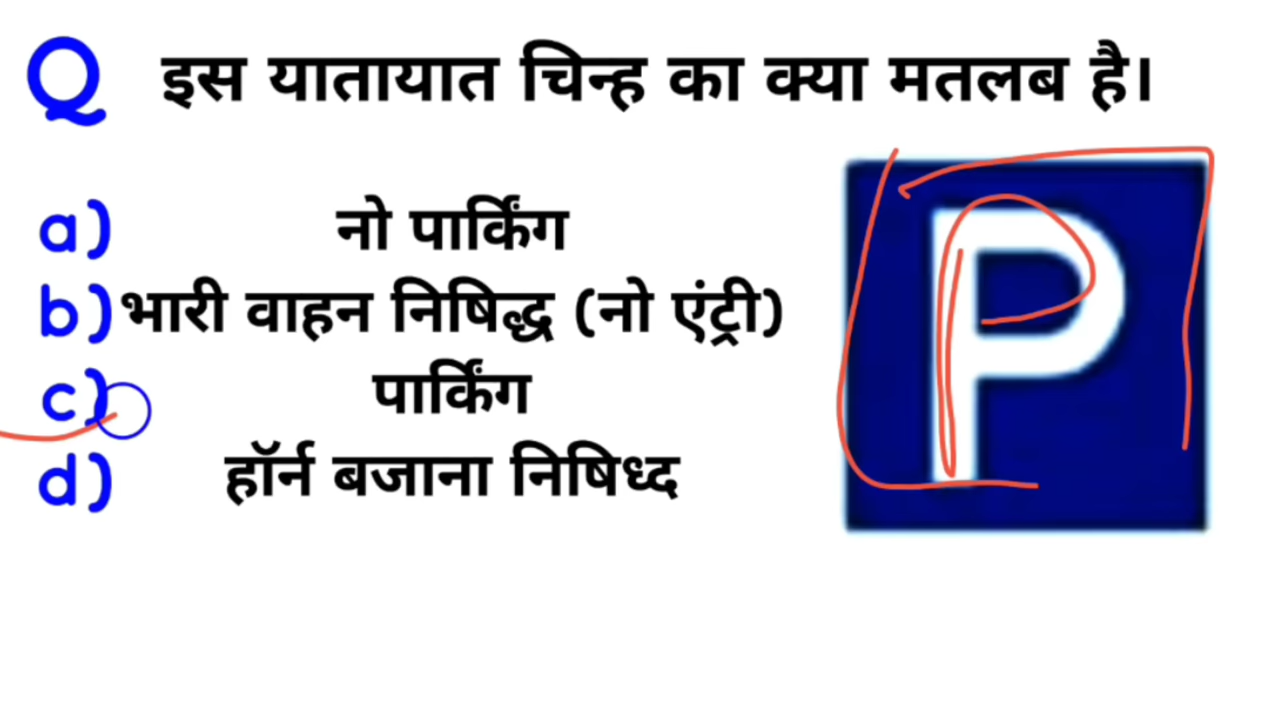 Q इस यातायात चिन्ह का क्या मतलब है।
a) नो पार्किंग
b) भारी वाहन निषिद्ध (नो एंट्री)
c) पार्किंग
d) हॉर्न बजाना निषिध्द
P